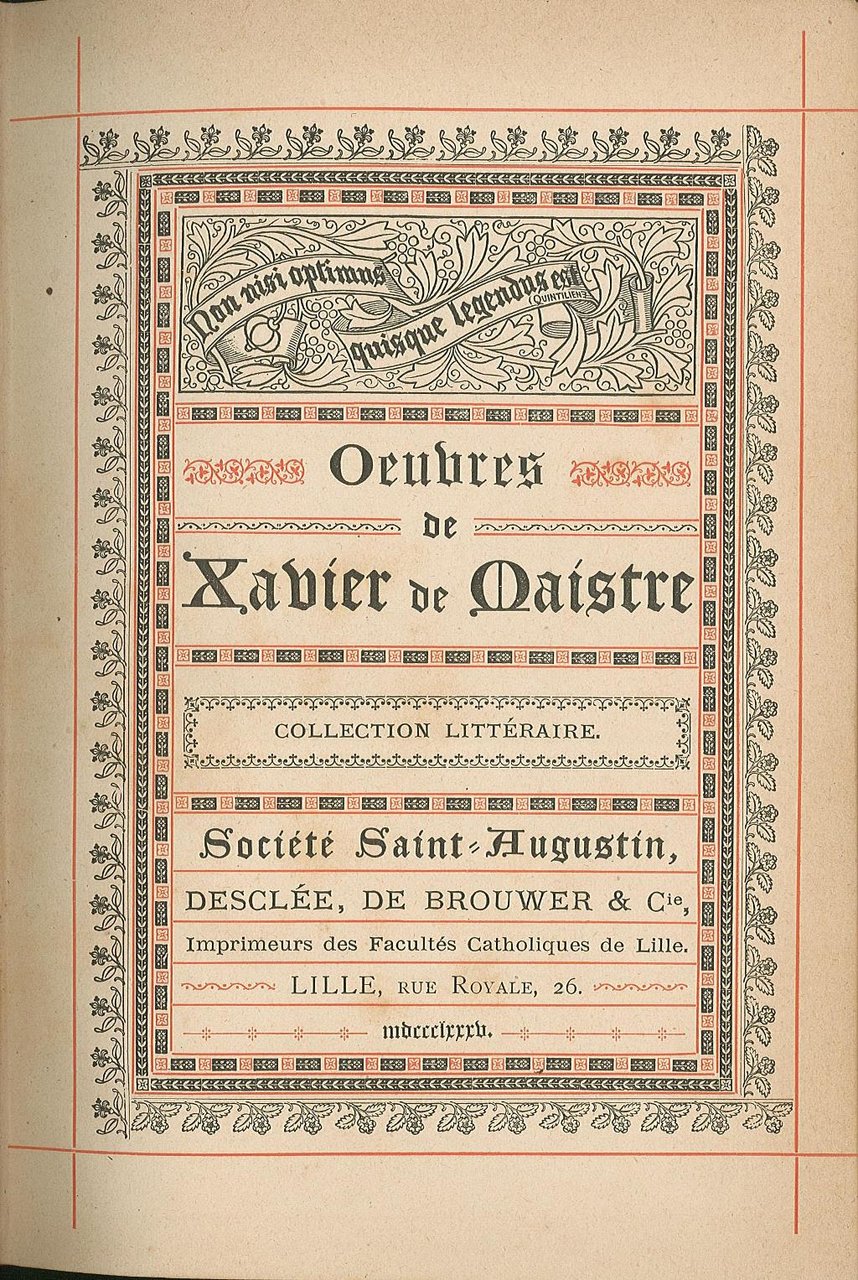 Non nisi optimus
quisque legendus est
QUINTILIEN
Oeuvres
de
Xavier de Maistre
COLLECTION LITTÉRAIRE.
Société Saint-Augustin,
DESCLÉE, DE BROUWER & Cie,
Imprimeurs des Facultés Catholiques de Lille.
LILLE, RUE ROYALE, 26.
mdccclxxxv.